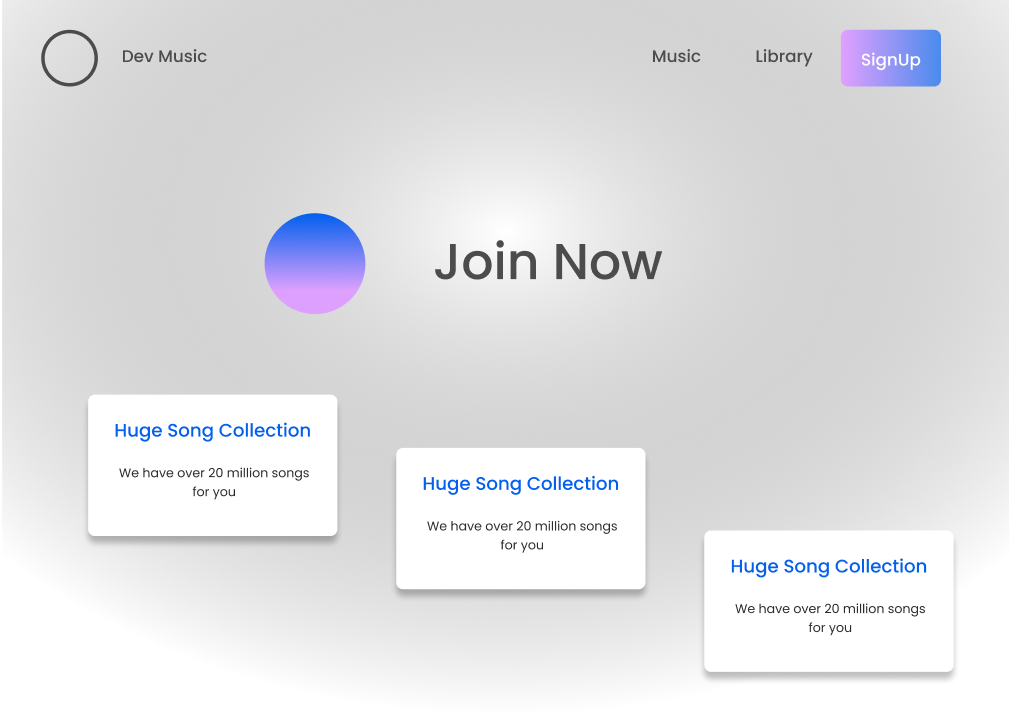 Dev Music
Music
Library
SignUp
Join Now
Huge Song Collection
We have over 20 million songs
for you
Huge Song Collection
We have over 20 million songs
for you
Huge Song Collection
We have over 20 million songs
for you